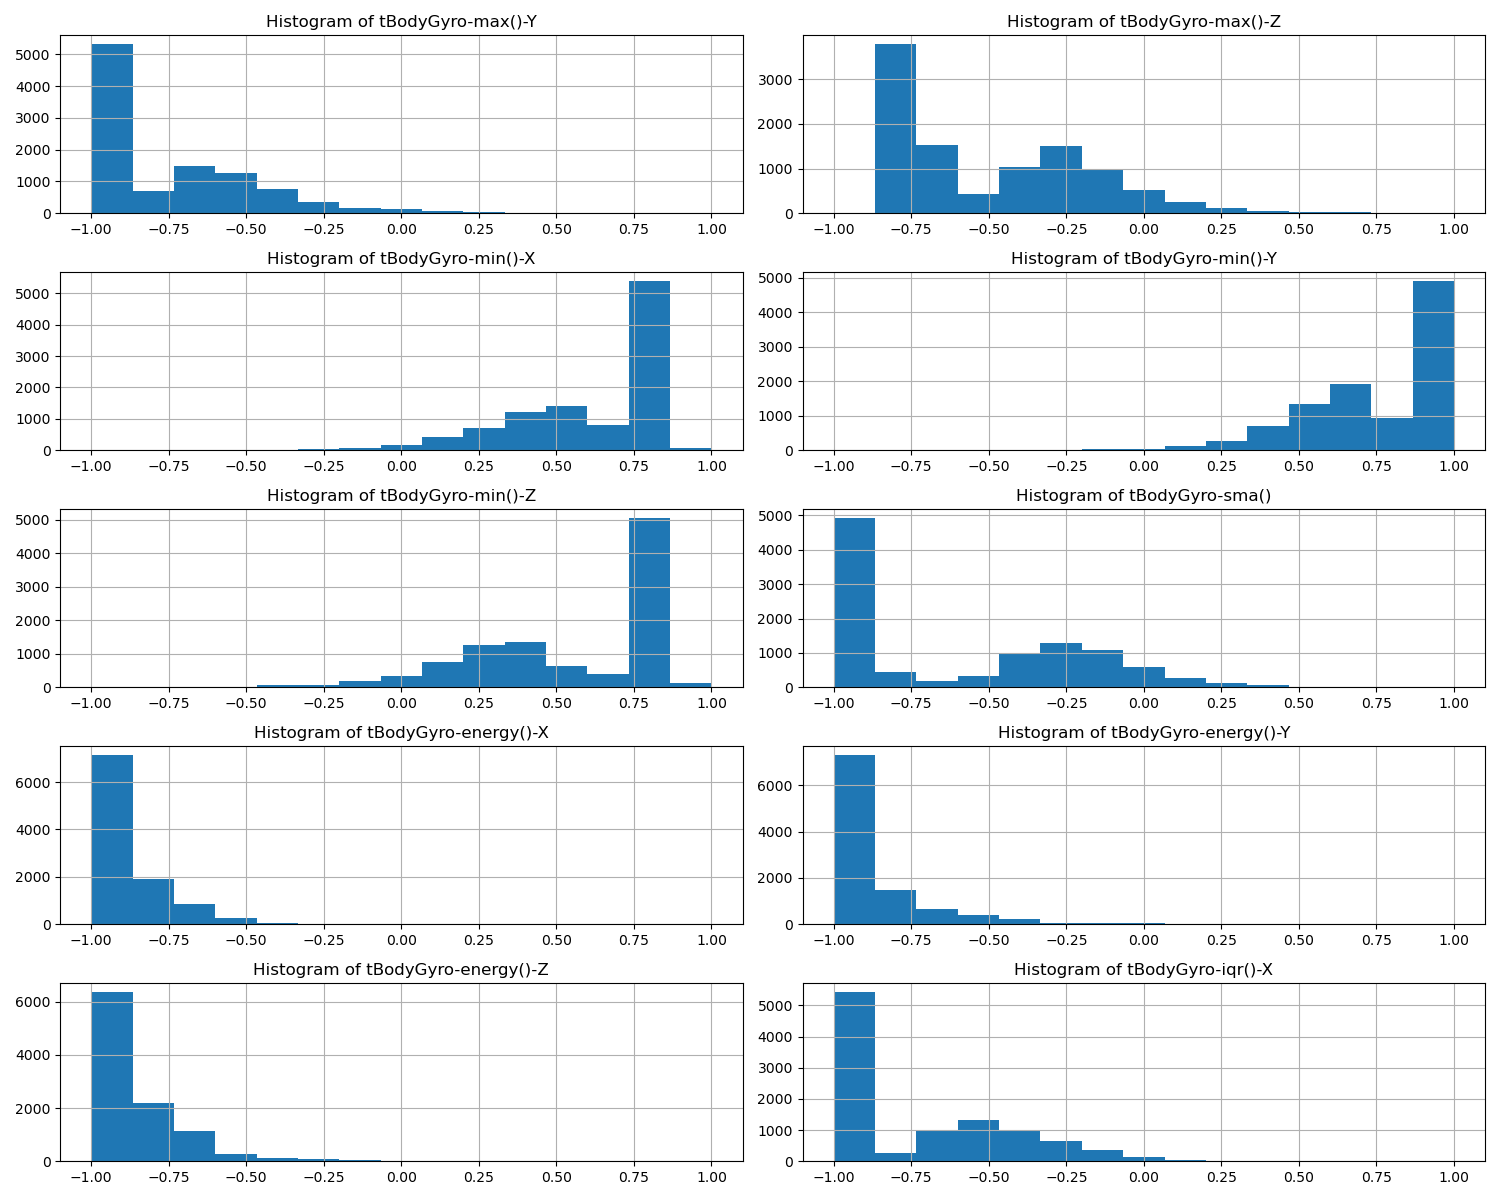 Histogram of tBodyGyro-max()-Y
5000
4000
3000
2000
1000
0
−1.00 −0.75 −0.50 −0.25 0.00 0.25 0.50 0.75 1.00
Histogram of tBodyGyro-max()-Z
3000
2000
1000
0
−1.00 −0.75 −0.50 −0.25 0.00 0.25 0.50 0.75 1.00
Histogram of tBodyGyro-min()-X
5000
4000
3000
2000
1000
0
−1.00 −0.75 −0.50 −0.25 0.00 0.25 0.50 0.75 1.00
Histogram of tBodyGyro-min()-Y
5000
4000
3000
2000
1000
0
−1.00 −0.75 −0.50 −0.25 0.00 0.25 0.50 0.75 1.00
Histogram of tBodyGyro-min()-Z
5000
4000
3000
2000
1000
0
−1.00 −0.75 −0.50 −0.25 0.00 0.25 0.50 0.75 1.00
Histogram of tBodyGyro-sma()
5000
4000
3000
2000
1000
0
−1.00 −0.75 −0.50 −0.25 0.00 0.25 0.50 0.75 1.00
Histogram of tBodyGyro-energy()-X
6000
4000
2000
0
−1.00 −0.75 −0.50 −0.25 0.00 0.25 0.50 0.75 1.00
Histogram of tBodyGyro-energy()-Y
6000
4000
2000
0
−1.00 −0.75 −0.50 −0.25 0.00 0.25 0.50 0.75 1.00
Histogram of tBodyGyro-energy()-Z
6000
4000
2000
0
−1.00 −0.75 −0.50 −0.25 0.00 0.25 0.50 0.75 1.00
Histogram of tBodyGyro-iqr()-X
5000
4000
3000
2000
1000
0
−1.00 −0.75 −0.50 −0.25 0.00 0.25 0.50 0.75 1.00